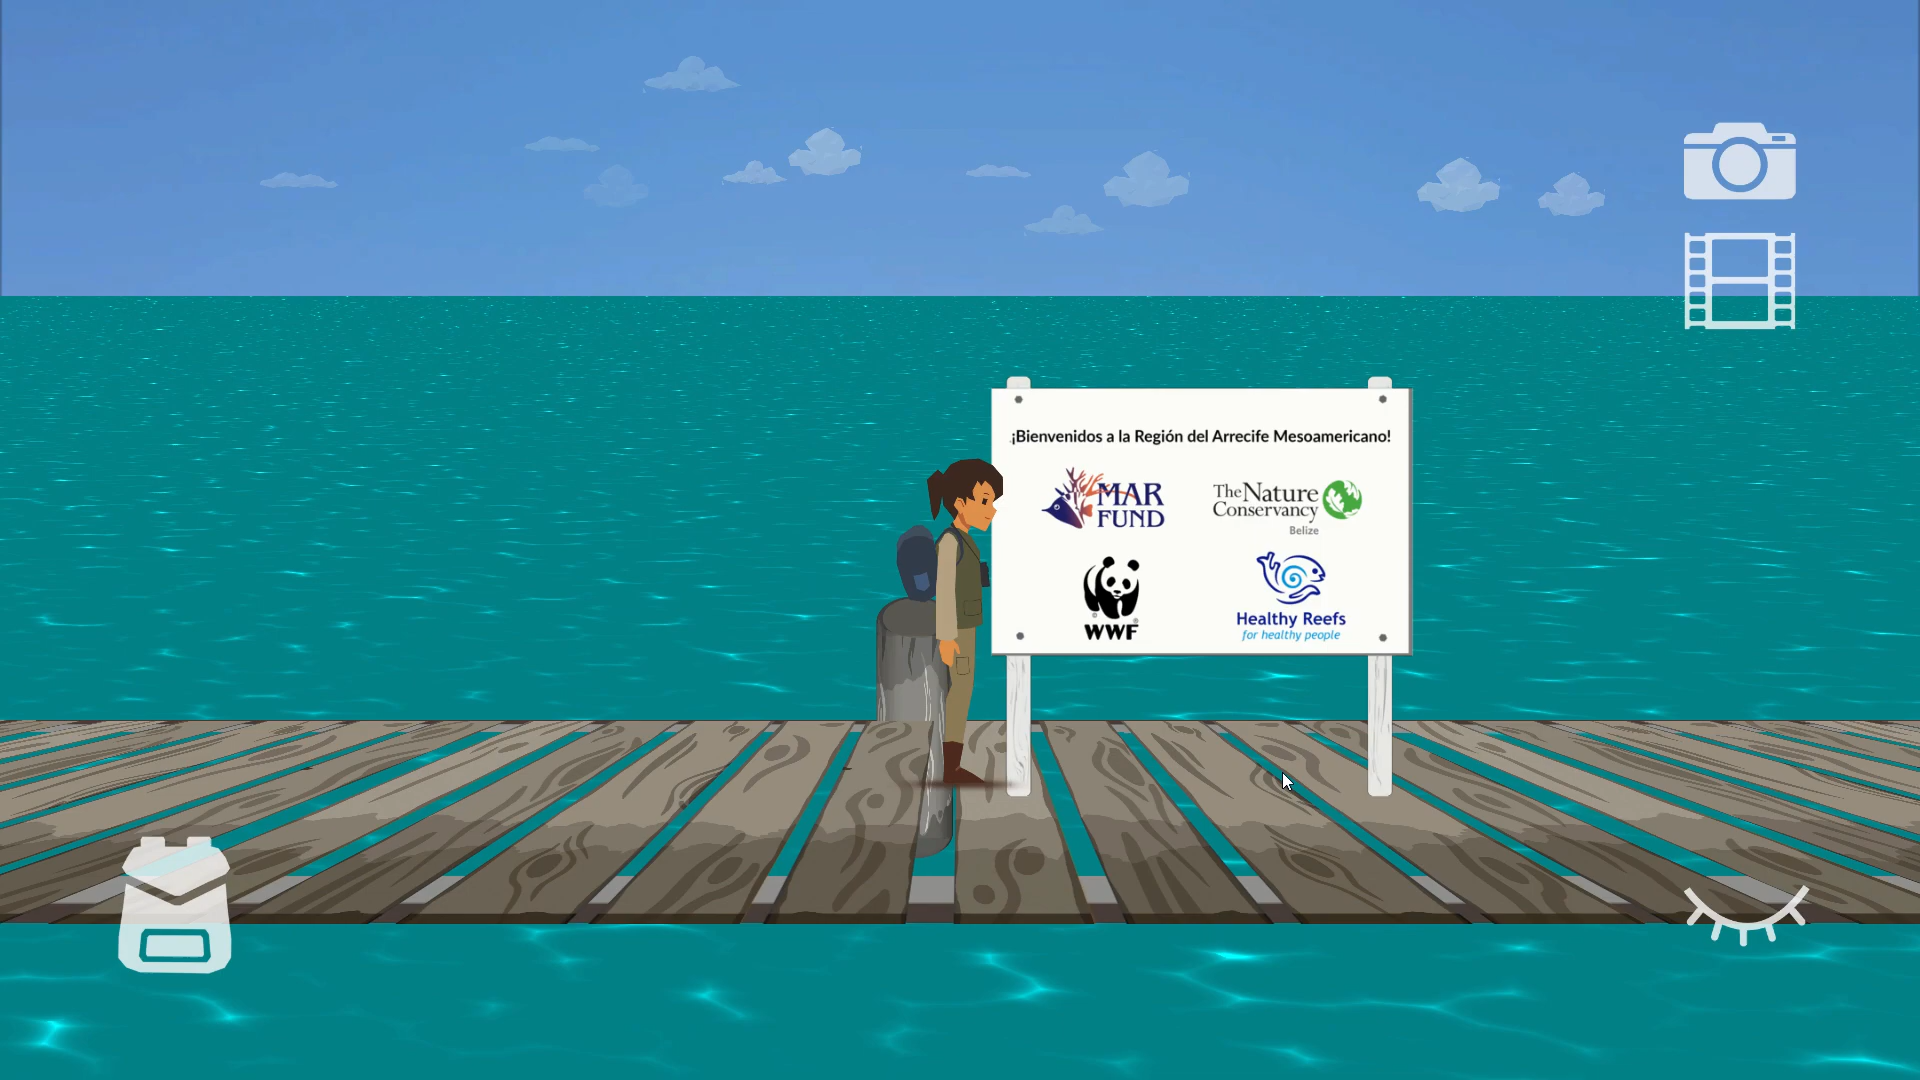 ¡Bienvenidos a la Región del Arrecife Mesoamericano!
MAR
FUND
The Nature
Conservancy
Belize
WWF
Healthy Reefs
for healthy people